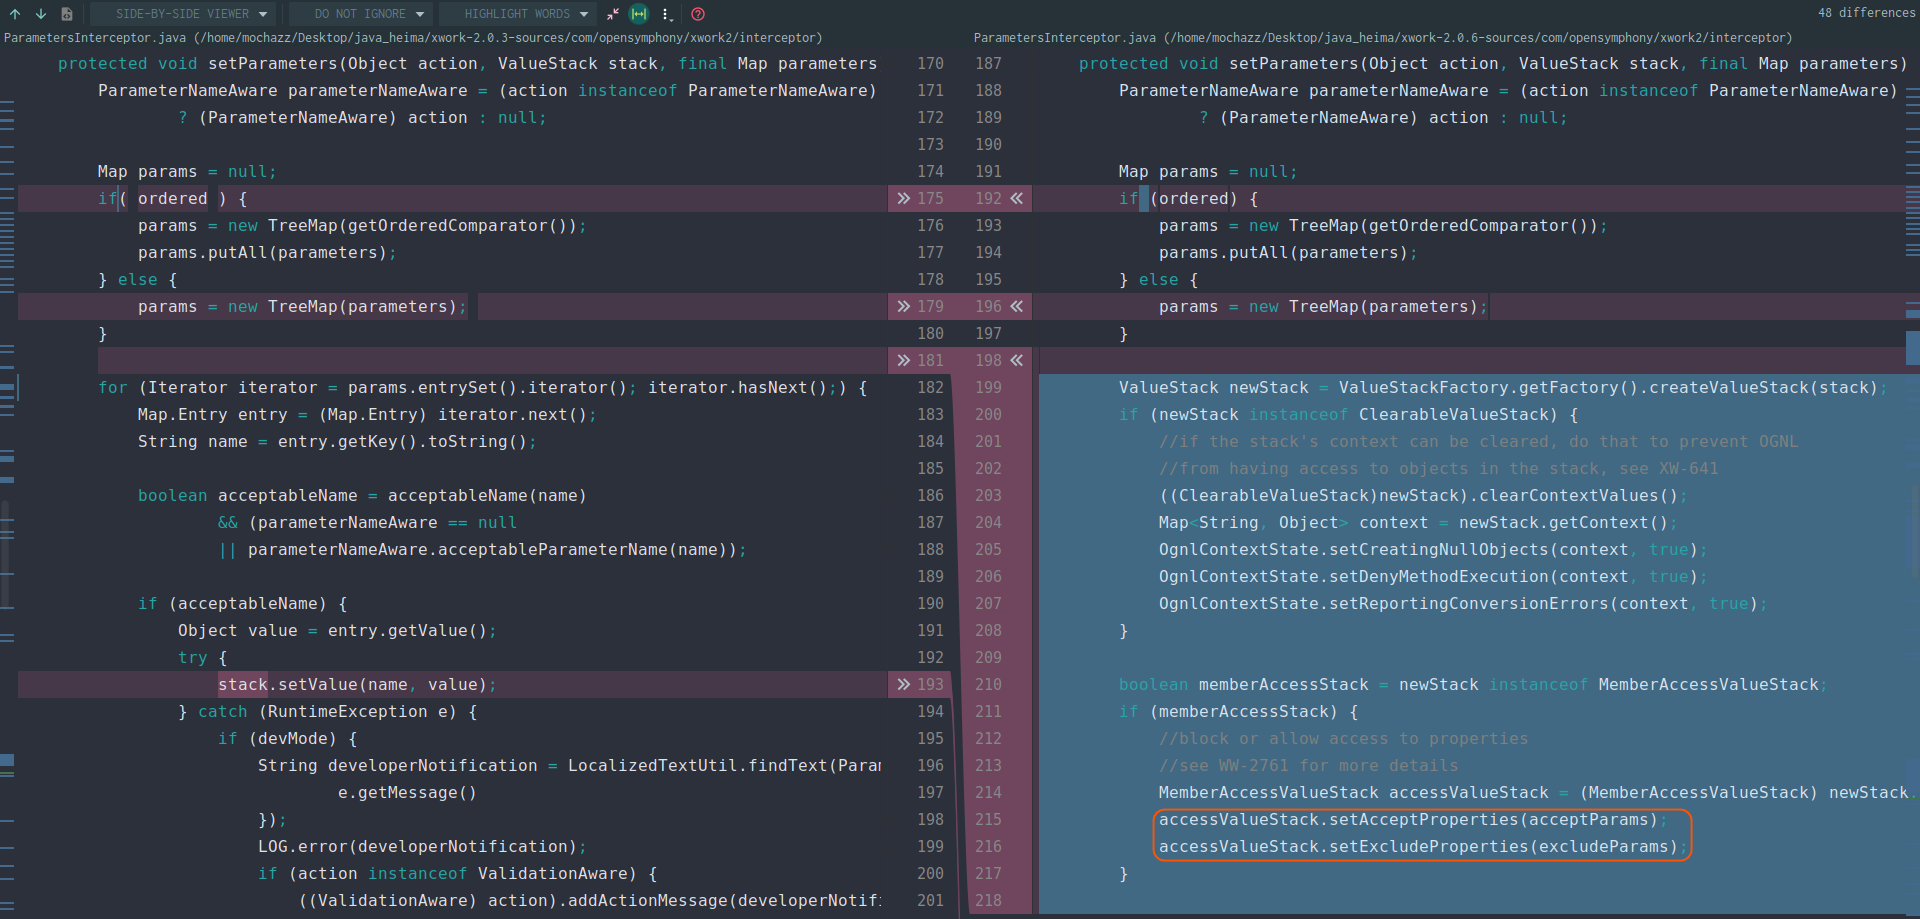 SIDE-BY-SIDE VIEWER DO NOT IGNORE HIGHLIGHT WORDS 48 differences
ParametersInterceptor.java (/home/mochazz/Desktop/java_heima/xwork-2.0.3-sources/com/opensymphony/xwork2/interceptor)
protected void setParameters(Object action, ValueStack stack, final Map parameters 170
ParameterNameAware parameterNameAware = (action instanceof ParameterNameAware) 171
? (ParameterNameAware) action : null; 172
173
Map params = null; 174
if( ordered ) { 175
params = new TreeMap(getOrderedComparator()); 176
params.putAll(parameters); 177
} else { 178
params = new TreeMap(parameters); 179
} 180
181
for (Iterator iterator = params.entrySet().iterator(); iterator.hasNext();) { 182
Map.Entry entry = (Map.Entry) iterator.next(); 183
String name = entry.getKey().toString(); 184
185
boolean acceptableName = acceptableName(name) 186
&& (parameterNameAware == null 187
|| parameterNameAware.acceptableParameterName(name)); 188
189
if (acceptableName) { 190
Object value = entry.getValue(); 191
try { 192
stack.setValue(name, value); 193
} catch (RuntimeException e) { 194
if (devMode) { 195
String developerNotification = LocalizedTextUtil.findText(Paran 196
e.getMessage() 197
}); 198
LOG.error(developerNotification); 199
if (action instanceof ValidationAware) { 200
((ValidationAware) action).addActionMessage(developerNotifi 201
ParametersInterceptor.java (/home/mochazz/Desktop/java_heima/xwork-2.0.6-sources/com/opensymphony/xwork2/interceptor)
187 protected void setParameters(Object action, ValueStack stack, final Map parameters)
188 ParameterNameAware parameterNameAware = (action instanceof ParameterNameAware)
189 ? (ParameterNameAware) action : null;
190
191 Map params = null;
192 if (ordered) {
193 params = new TreeMap(getOrderedComparator());
194 params.putAll(parameters);
195 } else {
196 params = new TreeMap(parameters);
197 }
198
199 ValueStack newStack = ValueStackFactory.getFactory().createValueStack(stack);
200 if (newStack instanceof ClearableValueStack) {
201 //if the stack's context can be cleared, do that to prevent OGNL
202 //from having access to objects in the stack, see XW-641
203 ((ClearableValueStack)newStack).clearContextValues();
204 Map<String, Object> context = newStack.getContext();
205 OgnlContextState.setCreatingNullObjects(context, true);
206 OgnlContextState.setDenyMethodExecution(context, true);
207 OgnlContextState.setReportingConversionErrors(context, true);
208 }
209
210 boolean memberAccessStack = newStack instanceof MemberAccessValueStack;
211 if (memberAccessStack) {
212 //block or allow access to properties
213 //see WW-2761 for more details
214 MemberAccessValueStack accessValueStack = (MemberAccessValueStack) newStack.
215 accessValueStack.setAcceptProperties(acceptParams);
216 accessValueStack.setExcludeProperties(excludeParams);
217 }
218